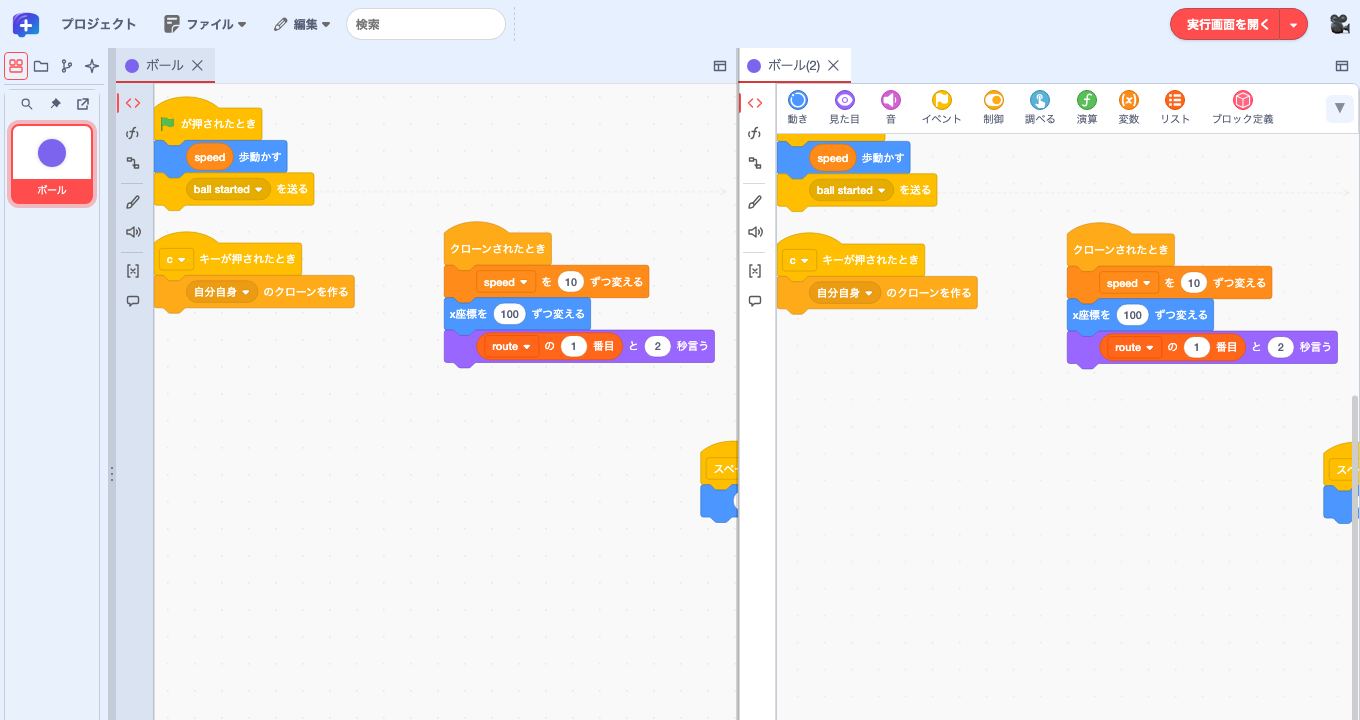 プロジェクト
ファイル
編集
検索
実行画面を開く
ボール
ボール(2)
ボール
が押されたとき
speed 歩動かす
ball started を送る
c キーが押されたとき
自分自身 のクローンを作る
クローンされたとき
speed を 10 ずつ変える
x座標を 100 ずつ変える
route の 1 番目 と 2 秒言う
スペー
動き
見た目
音
イベント
制御
調べる
演算
変数
リスト
ブロック定義
speed 歩動かす
ball started を送る
c キーが押されたとき
自分自身 のクローンを作る
クローンされたとき
speed を 10 ずつ変える
x座標を 100 ずつ変える
route の 1 番目 と 2 秒言う
スペ